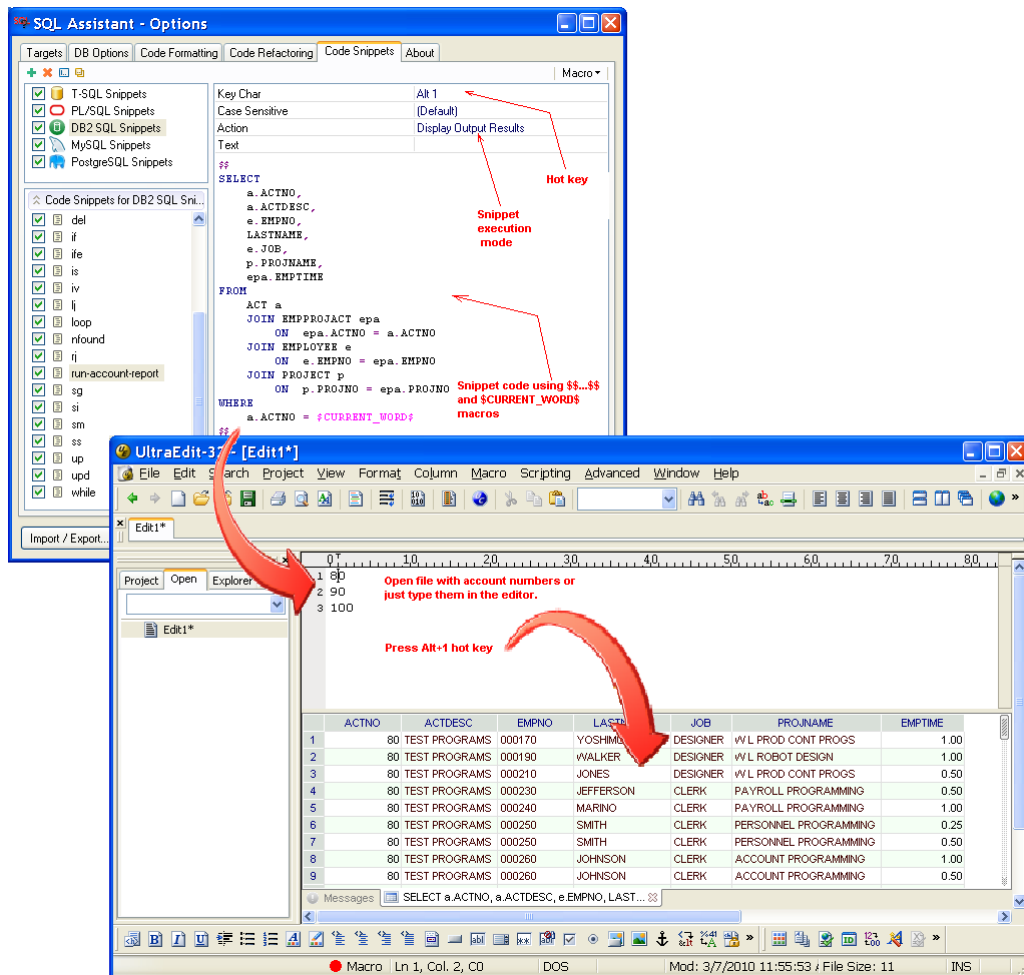 SQL Assistant - Options
Targets DB Options Code Formatting Code Refactoring Code Snippets About
Macro
T-SQL Snippets
PL/SQL Snippets
DB2 SQL Snippets
MySQL Snippets
PostgreSQL Snippets
Code Snippets for DB2 SQL Sni...
del
if
ife
is
iv
lj
loop
nfound
rj
run-account-report
sg
si
sm
ss
up
upd
while
Import / Export...
Key Char Alt 1
Case Sensitive (Default)
Action Display Output Results
Text
$$
SELECT
a.ACTNO,
a.ACTDESC,
e.EMPNO,
LASTNAME,
e.JOB,
p.PROJNAME,
epa.EMPTIME
FROM
ACT a
JOIN EMPPROJACT epa
ON epa.ACTNO = a.ACTNO
JOIN EMPLOYEE e
ON e.EMPNO = epa.EMPNO
JOIN PROJECT p
ON p.PROJNO = epa.PROJNO
WHERE
a.ACTNO = $CURRENT_WORD$
$$
Hot key
Snippet
execution
mode
Snippet code using $$...$$
and $CURRENT_WORD$
macros
UltraEdit-32 - [Edit1*]
File Edit Search Project View Format Column Macro Scripting Advanced Window Help
Edit1*
Project Open Explorer
Edit1*
0 10 20 30 40 50 60 70 80
1 80
2 90
3 100
Open file with account numbers or
just type them in the editor.
Press Alt+1 hot key
ACTNO ACTDESC EMPNO LASTN JOB PROJNAME EMPTIME
1 80 TEST PROGRAMS 000170 YOSHIM DESIGNER W L PROD CONT PROGS 1.00
2 80 TEST PROGRAMS 000190 WALKER DESIGNER W L ROBOT DESIGN 1.00
3 80 TEST PROGRAMS 000210 JONES DESIGNER W L PROD CONT PROGS 0.50
4 80 TEST PROGRAMS 000230 JEFFERSON CLERK PAYROLL PROGRAMMING 0.50
5 80 TEST PROGRAMS 000240 MARINO CLERK PAYROLL PROGRAMMING 1.00
6 80 TEST PROGRAMS 000250 SMITH CLERK PERSONNEL PROGRAMMING 0.25
7 80 TEST PROGRAMS 000250 SMITH CLERK PERSONNEL PROGRAMMING 0.50
8 80 TEST PROGRAMS 000260 JOHNSON CLERK ACCOUNT PROGRAMMING 1.00
9 80 TEST PROGRAMS 000260 JOHNSON CLERK ACCOUNT PROGRAMMING 0.50
Messages SELECT a.ACTNO, a.ACTDESC, e.EMPNO, LAST...
Macro Ln 1, Col. 2, C0 DOS Mod: 3/7/2010 11:55:53 File Size: 11 INS